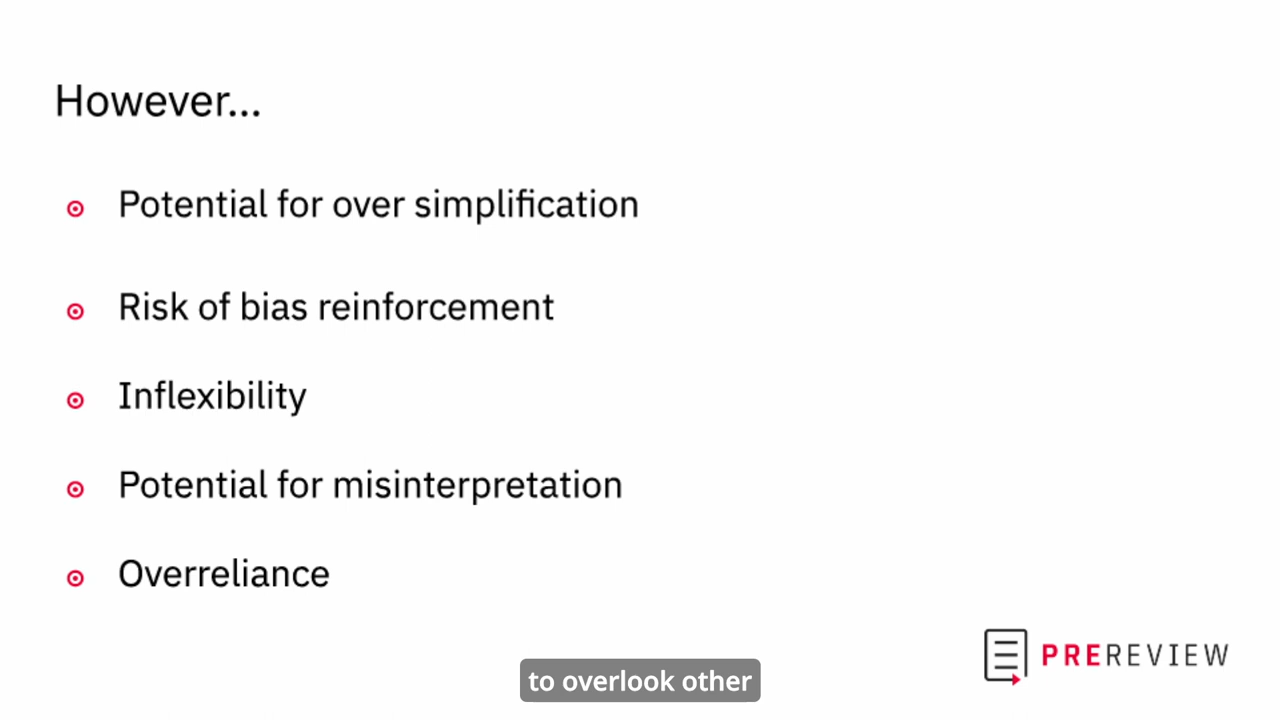 However...
Potential for over simplification
Risk of bias reinforcement
Inflexibility
Potential for misinterpretation
Overreliance
PREREVIEW
to overlook other